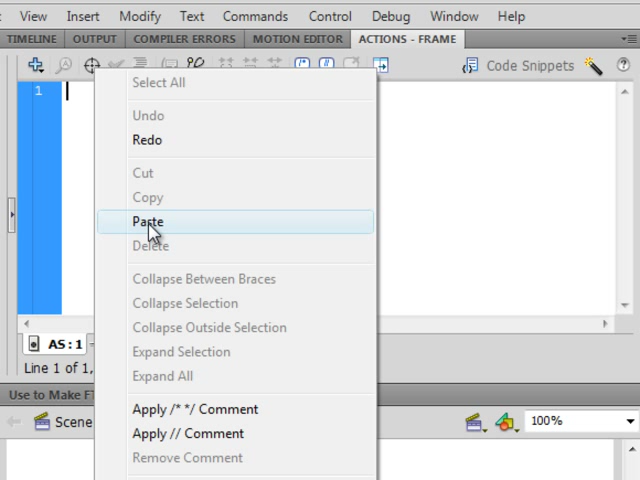 View Insert Modify Text Commands Control Debug Window Help
TIMELINE OUTPUT COMPILER ERRORS MOTION EDITOR ACTIONS - FRAME
Code Snippets
1
Select All
Undo
Redo
Cut
Copy
Paste
Delete
Collapse Between Braces
Collapse Selection
Collapse Outside Selection
Expand Selection
Expand All
Apply /* */ Comment
Apply // Comment
Remove Comment
AS : 1
Line 1 of 1,
Use to Make
Scene
100%